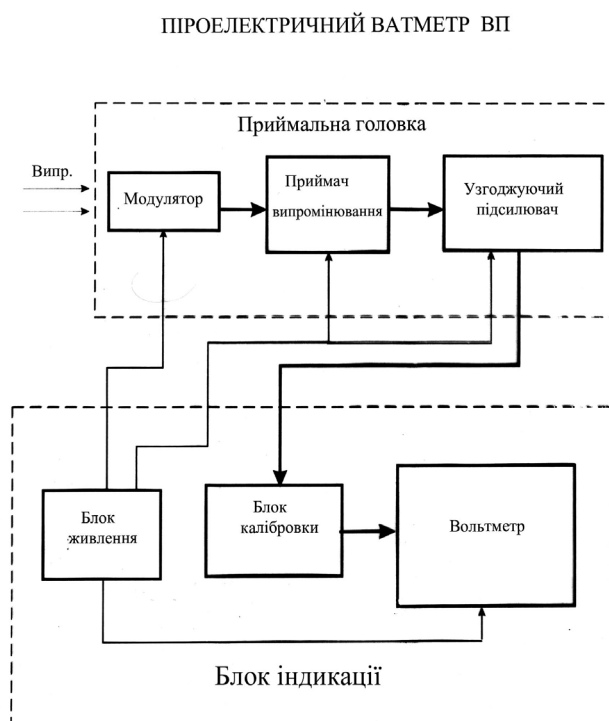 ПІРОЕЛЕКТРИЧНИЙ ВАТМЕТР ВП
Приймальна головка
Випр.
Модулятор
Приймач
випромінювання
Узгоджуючий
підсилювач
Блок
живлення
Блок
калібровки
Вольтметр
Блок індикації